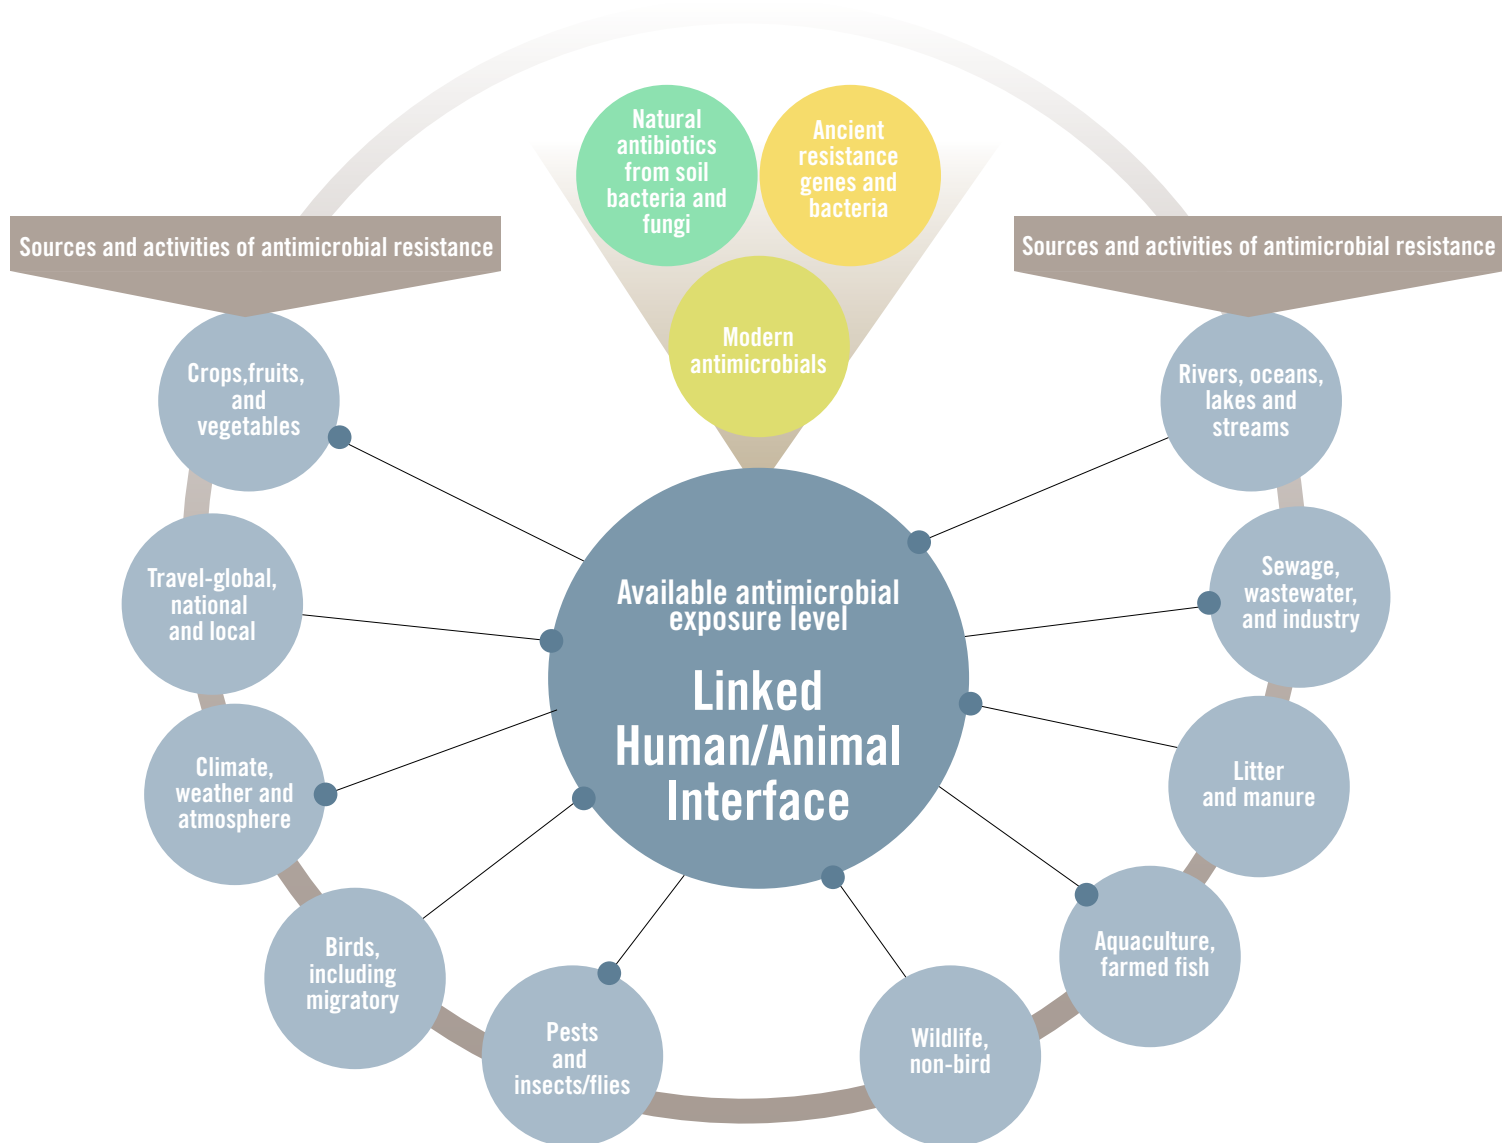 Natural
antibiotics
from soil
bacteria and
fungi
Ancient
resistance
genes and
bacteria
Sources and activities of antimicrobial resistance
Sources and activities of antimicrobial resistance
Modern
antimicrobials
Crops,fruits,
and
vegetables
Rivers, oceans,
lakes and
streams
Travel-global,
national
and local
Sewage,
wastewater,
and industry
Available antimicrobial
exposure level
Linked
Human/Animal
Interface
Climate,
weather and
atmosphere
Litter
and manure
Birds,
including
migratory
Aquaculture,
farmed fish
Pests
and
insects/flies
Wildlife,
non-bird